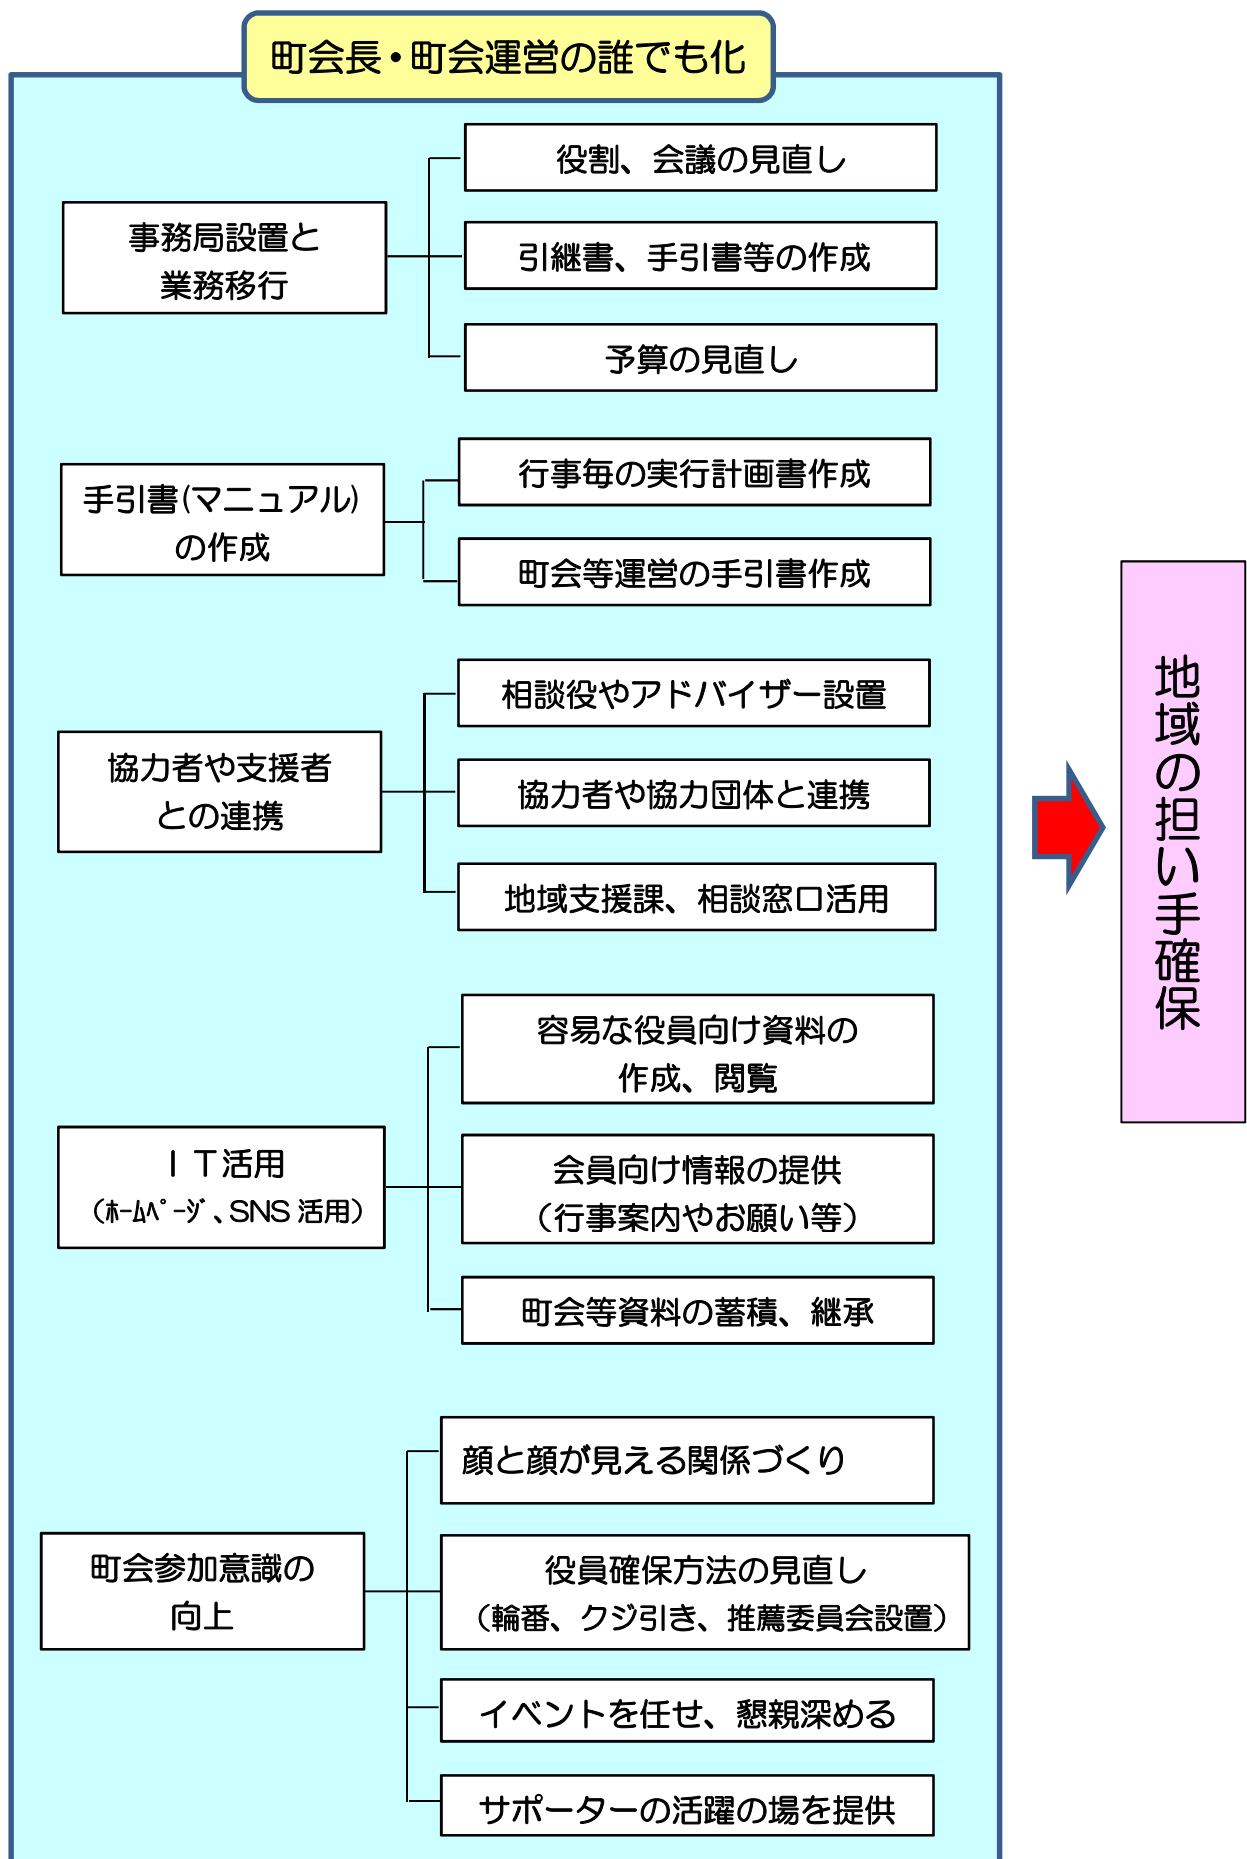 町会長・町会運営の誰でも化
事務局設置と
業務移行
役割、会議の見直し
引継書、手引書等の作成
予算の見直し
手引書(マニュアル)
の作成
行事毎の実行計画書作成
町会等運営の手引書作成
協力者や支援者
との連携
相談役やアドバイザー設置
協力者や協力団体と連携
地域支援課、相談窓口活用
ＩＴ活用
（ﾎｰﾑﾍﾟｰｼﾞ、SNS 活用）
容易な役員向け資料の
作成、閲覧
会員向け情報の提供
（行事案内やお願い等）
町会等資料の蓄積、継承
町会参加意識の
向上
顔と顔が見える関係づくり
役員確保方法の見直し
（輪番、クジ引き、推薦委員会設置）
イベントを任せ、懇親深める
サポーターの活躍の場を提供
地域の担い手確保